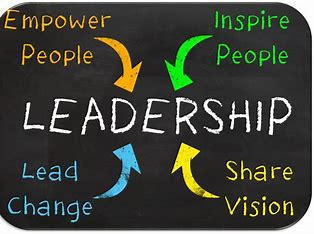 Empower
People
Inspire
People
LEADERSHIP
Lead
Change
Share
Vision